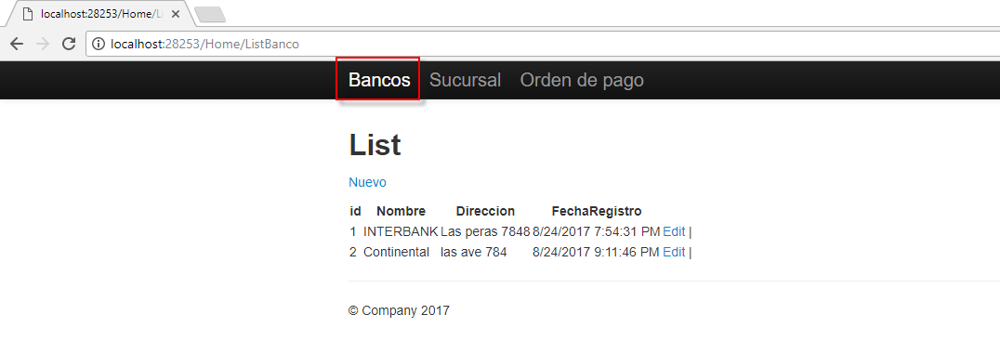 localhost:28253/Home/Li
localhost:28253/Home/ListBanco
Bancos Sucursal Orden de pago
List
Nuevo
id Nombre Direccion FechaRegistro
1 INTERBANK Las peras 7848 8/24/2017 7:54:31 PM Edit |
2 Continental las ave 784 8/24/2017 9:11:46 PM Edit |
© Company 2017